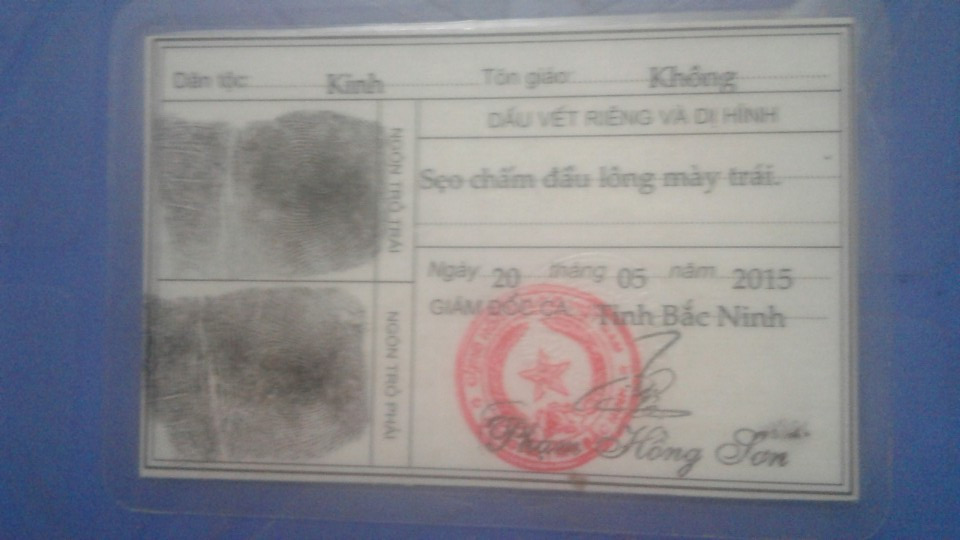 Dân tộc: Kinh Tôn giáo: Không
NGÓN TRỎ TRÁI
NGÓN TRỎ PHẢI
DẤU VẾT RIÊNG VÀ DỊ HÌNH
Sẹo chấm đầu lông mày trái.
Ngày 20 tháng 05 năm 2015
GIÁM ĐỐC CA. Tỉnh Bắc Ninh
Phạm Hồng Sơn